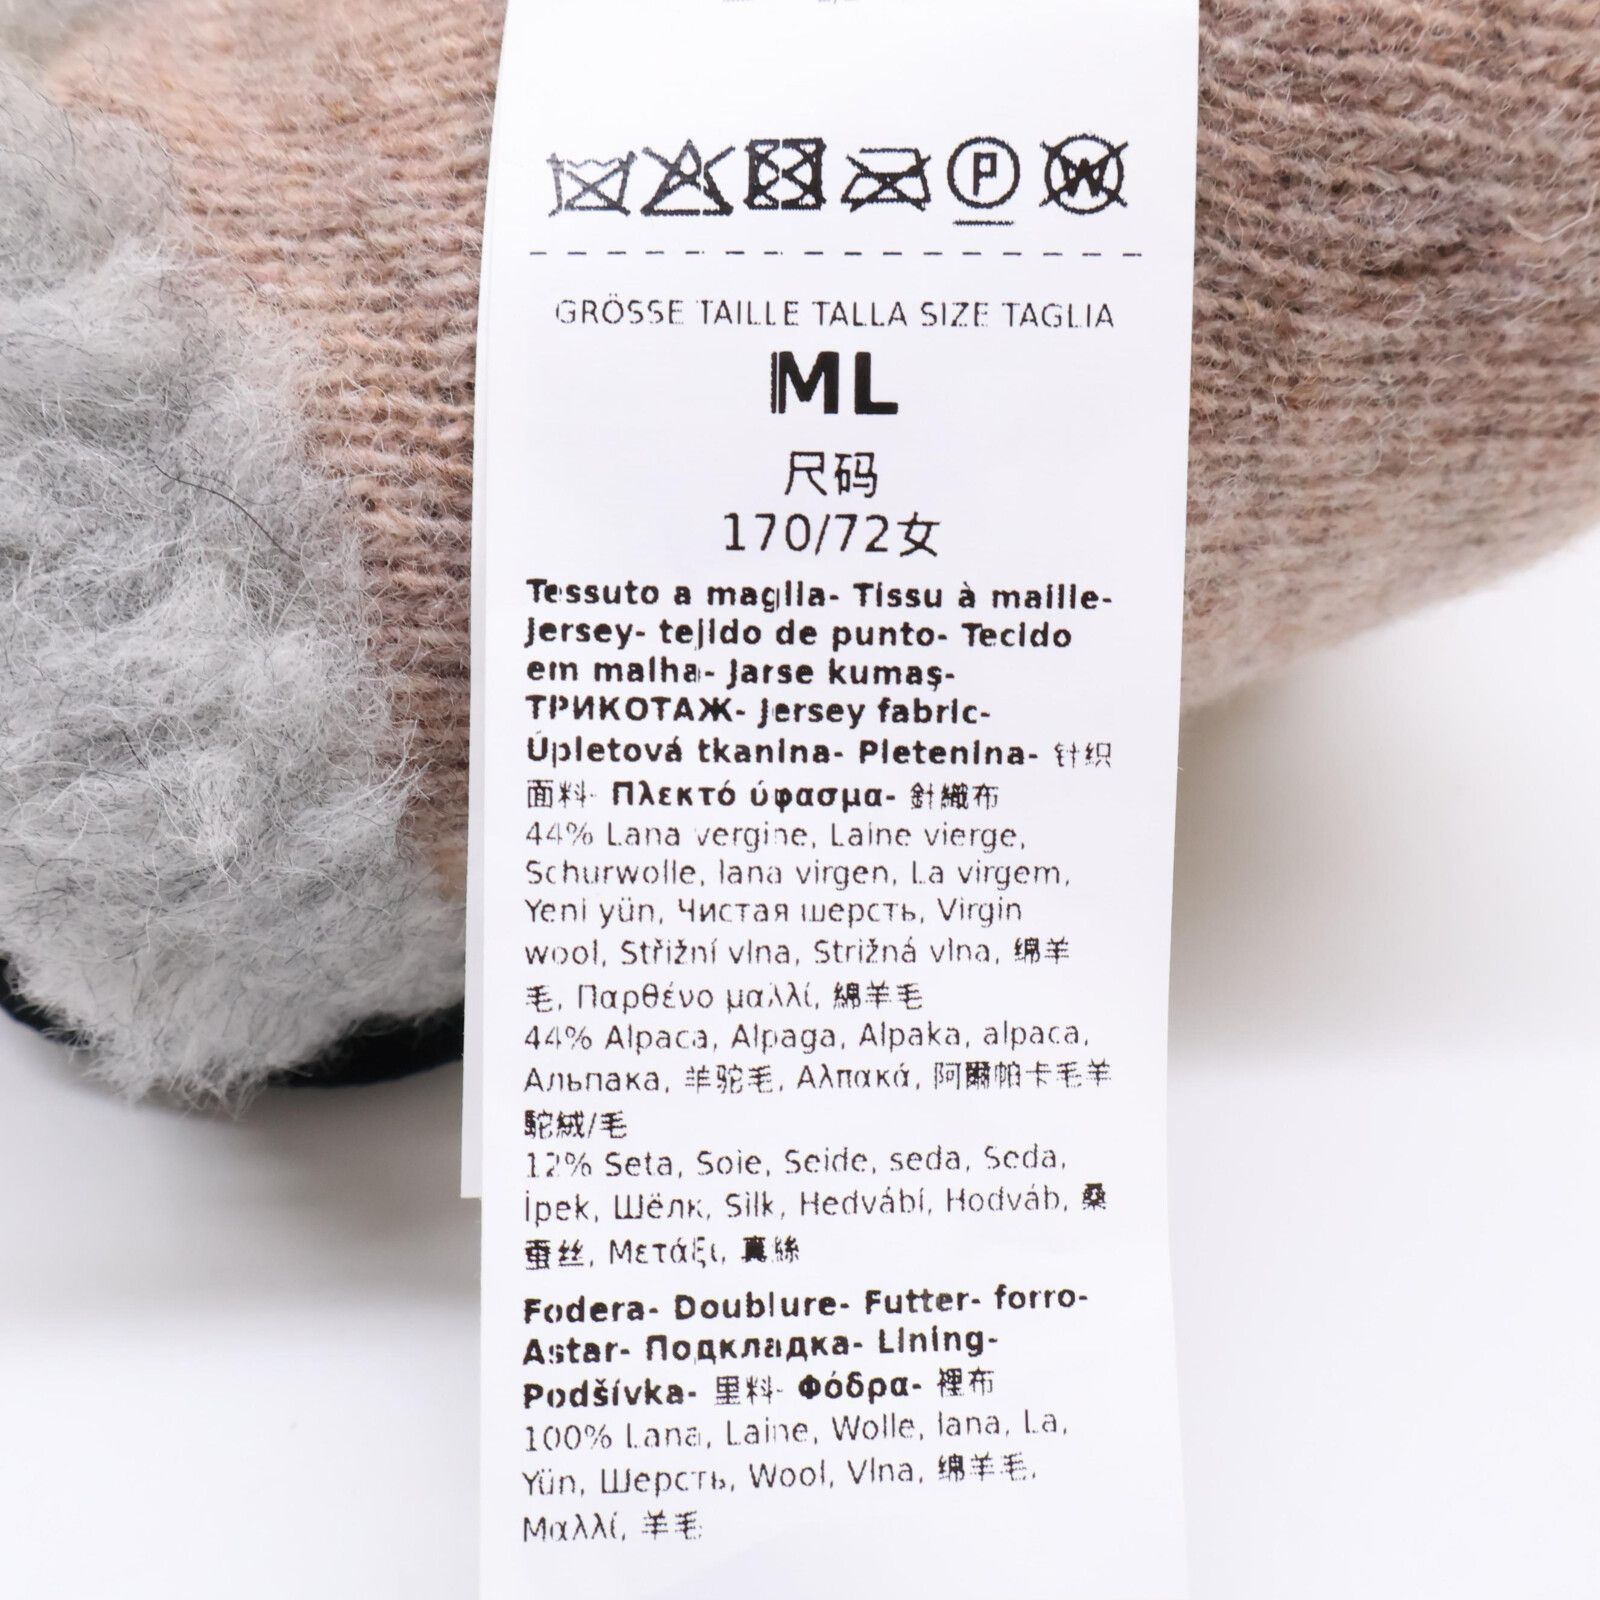 P
W
GRÖSSE TAILLE TALLA SIZE TAGLIA
ML
尺码
170/72女
Tessuto a maglia- Tissu à maille-
Jersey- tejido de punto- Tecido
em malha- Jarse kumaş-
ТРИКОТАЖ- Jersey fabric-
Úpletová tkanina- Pletenina- 针织
面料- Πλεκτό ύφασμα- 針織布
44% Lana vergine, Laine vierge,
Schurwolle, lana virgen, La virgem,
Yeni yün, Чистая шерсть, Virgin
wool, Střižní vlna, Strižná vlna, 绵羊
毛, Παρθένο μαλλί, 綿羊毛
44% Alpaca, Alpaga, Alpaka, alpaca,
Альпака, 羊驼毛, Αλπακά, 阿爾帕卡毛羊
駝絨/毛
12% Seta, Soie, Seide, seda, Seda,
İpek, Шёлк, Silk, Hedvábí, Hodváb, 桑
蚕丝, Μετάξι, 真絲
Fodera- Doublure- Futter- forro-
Astar- Подкладка- Lining-
Podšívka- 里料- Φόδρα- 裡布
100% Lana, Laine, Wolle, lana, La,
Yün, Шерсть, Wool, Vlna, 绵羊毛,
Μαλλί, 羊毛